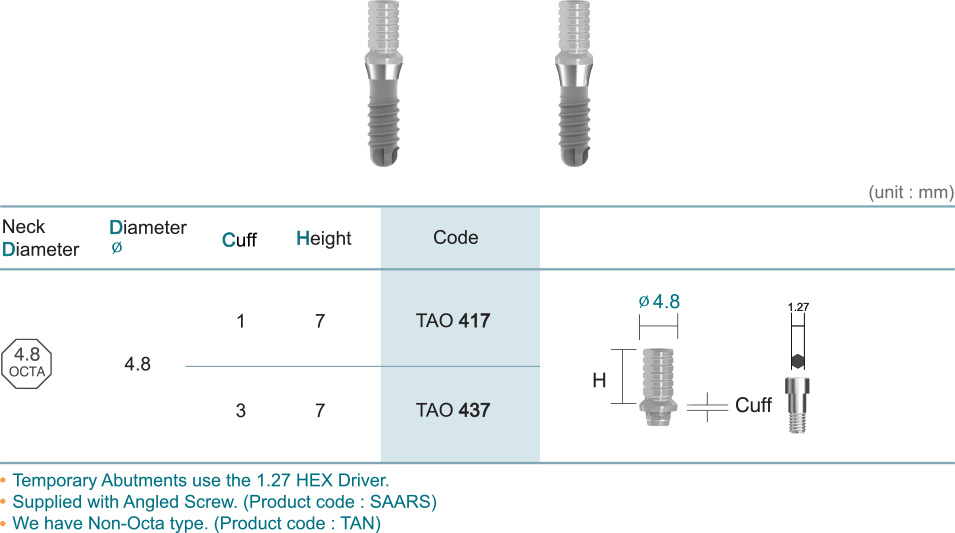 (unit : mm)
Neck Diameter
Diameter ø
Cuff
Height
Code
4.8 OCTA
4.8
1
7
TAO 417
3
7
TAO 437
ø 4.8
H
Cuff
1.27
• Temporary Abutments use the 1.27 HEX Driver.
• Supplied with Angled Screw. (Product code : SAARS)
• We have Non-Octa type. (Product code : TAN)